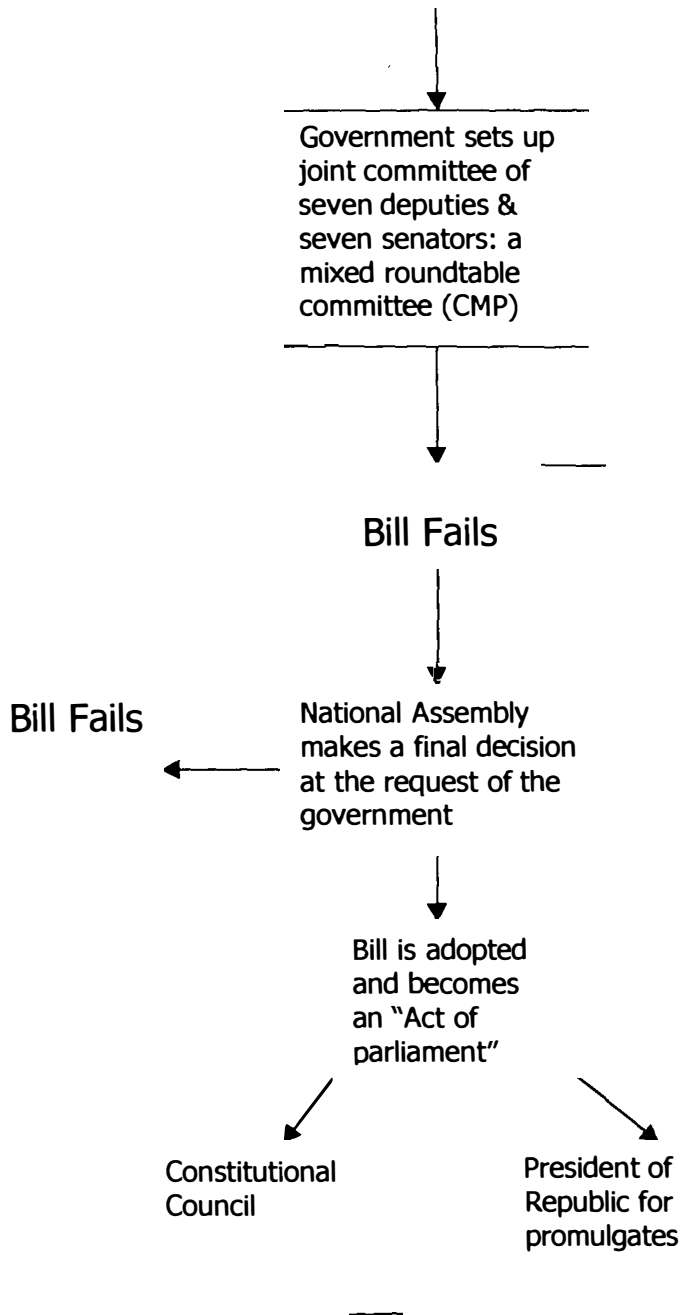 Government sets up
joint committee of
seven deputies &
seven senators: a
mixed roundtable
committee (CMP)
Bill Fails
Bill Fails
National Assembly
makes a final decision
at the request of the
government
Bill is adopted
and becomes
an “Act of
parliament”
Constitutional
Council
President of
Republic for
promulgates